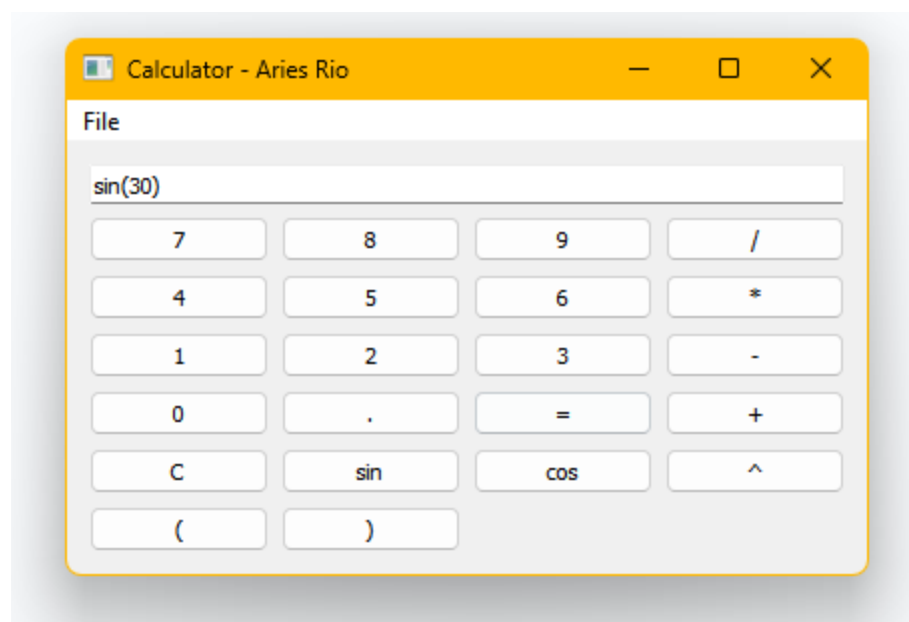 Calculator - Aries Rio
File
sin(30)
7 8 9 /
4 5 6 *
1 2 3 -
0 . = +
C sin cos ^
( )